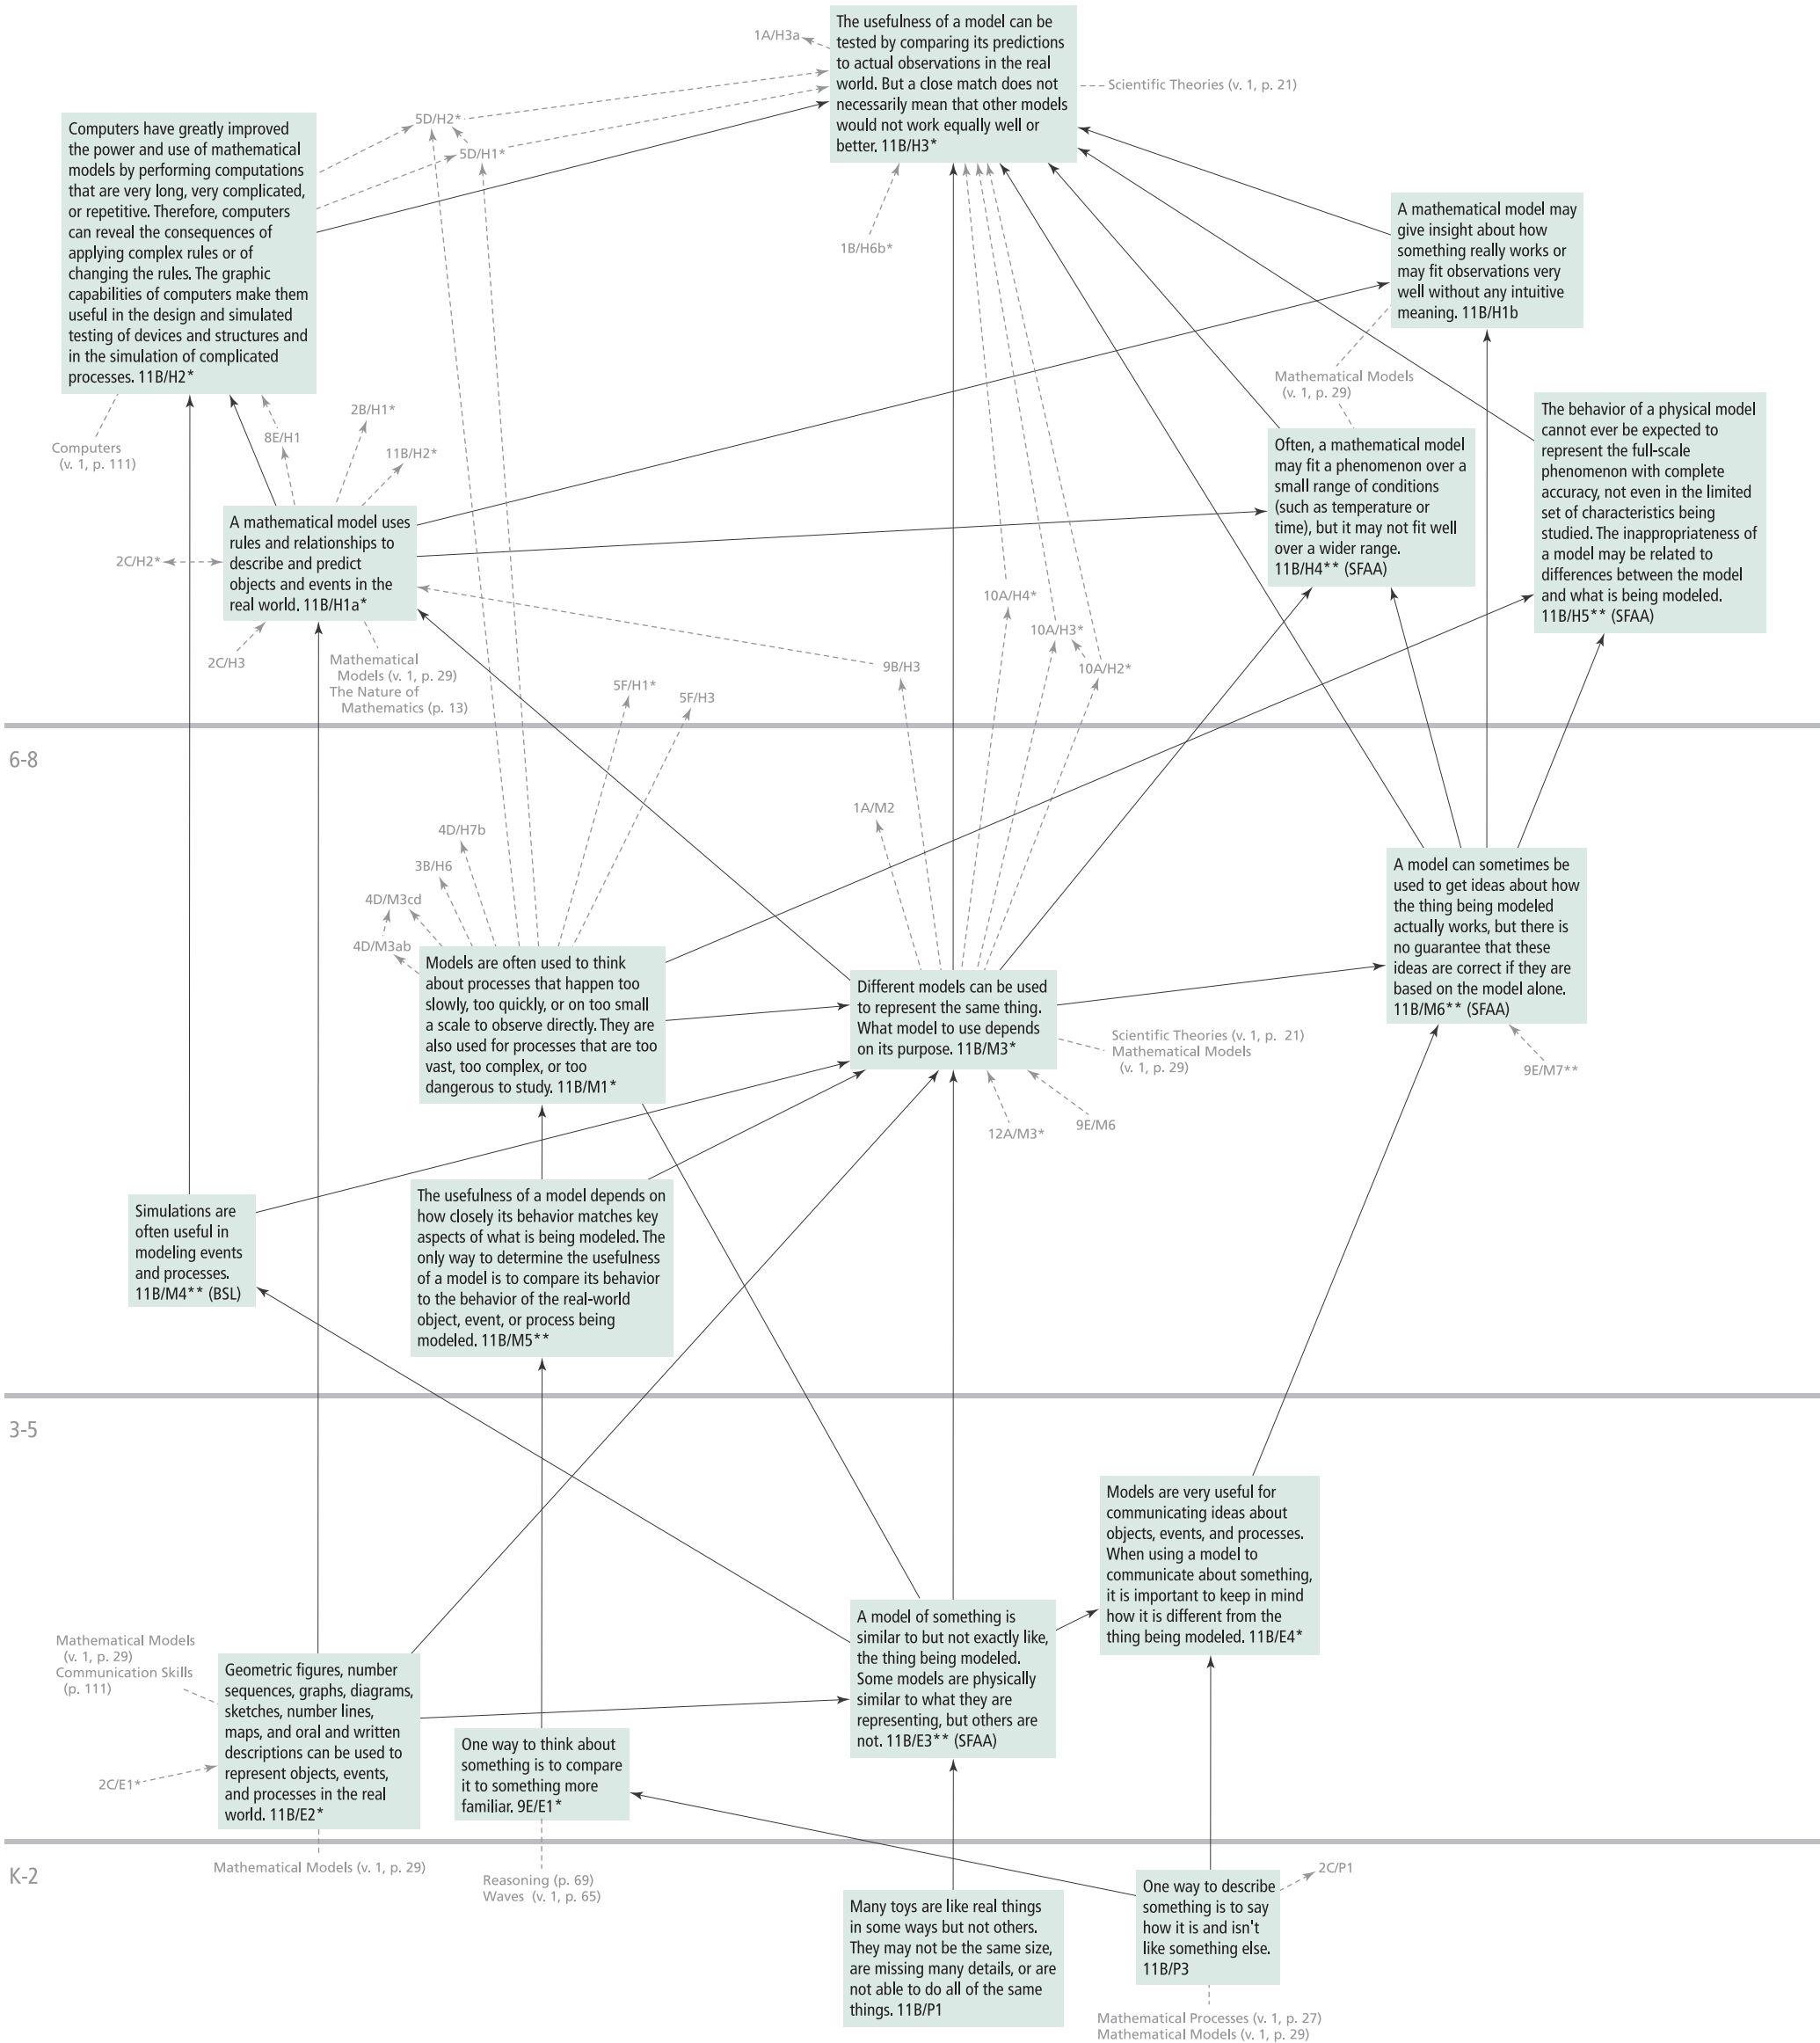 The usefulness of a model can be
tested by comparing its predictions
to actual observations in the real
world. But a close match does not
necessarily mean that other models
would not work equally well or
better. 11B/H3*
1A/H3a
Scientific Theories (v. 1, p. 21)
5D/H2*
5D/H1*
1B/H6b*
Computers have greatly improved
the power and use of mathematical
models by performing computations
that are very long, very complicated,
or repetitive. Therefore, computers
can reveal the consequences of
applying complex rules or of
changing the rules. The graphic
capabilities of computers make them
useful in the design and simulated
testing of devices and structures and
in the simulation of complicated
processes. 11B/H2*
A mathematical model may
give insight about how
something really works or
may fit observations very
well without any intuitive
meaning. 11B/H1b
Mathematical Models
(v. 1, p. 29)
Computers
(v. 1, p. 111)
8E/H1
2B/H1*
11B/H2*
Often, a mathematical model
may fit a phenomenon over a
small range of conditions
(such as temperature or
time), but it may not fit well
over a wider range.
11B/H4** (SFAA)
The behavior of a physical model
cannot ever be expected to
represent the full-scale
phenomenon with complete
accuracy, not even in the limited
set of characteristics being
studied. The inappropriateness of
a model may be related to
differences between the model
and what is being modeled.
11B/H5** (SFAA)
A mathematical model uses
rules and relationships to
describe and predict
objects and events in the
real world. 11B/H1a*
2C/H2*
2C/H3
Mathematical
Models (v. 1, p. 29)
The Nature of
Mathematics (p. 13)
10A/H4*
10A/H3*
10A/H2*
9B/H3
5F/H1*
5F/H3
6-8
1A/M2
4D/H7b
3B/H6
4D/M3cd
4D/M3ab
Models are often used to think
about processes that happen too
slowly, too quickly, or on too small
a scale to observe directly. They are
also used for processes that are too
vast, too complex, or too
dangerous to study. 11B/M1*
Different models can be used
to represent the same thing.
What model to use depends
on its purpose. 11B/M3*
A model can sometimes be
used to get ideas about how
the thing being modeled
actually works, but there is
no guarantee that these
ideas are correct if they are
based on the model alone.
11B/M6** (SFAA)
Scientific Theories (v. 1, p. 21)
Mathematical Models
(v. 1, p. 29)
9E/M7**
12A/M3*
9E/M6
Simulations are
often useful in
modeling events
and processes.
11B/M4** (BSL)
The usefulness of a model depends on
how closely its behavior matches key
aspects of what is being modeled. The
only way to determine the usefulness
of a model is to compare its behavior
to the behavior of the real-world
object, event, or process being
modeled. 11B/M5**
3-5
Models are very useful for
communicating ideas about
objects, events, and processes.
When using a model to
communicate about something,
it is important to keep in mind
how it is different from the
thing being modeled. 11B/E4*
A model of something is
similar to but not exactly like,
the thing being modeled.
Some models are physically
similar to what they are
representing, but others are
not. 11B/E3** (SFAA)
Mathematical Models
(v. 1, p. 29)
Communication Skills
(p. 111)
Geometric figures, number
sequences, graphs, diagrams,
sketches, number lines,
maps, and oral and written
descriptions can be used to
represent objects, events,
and processes in the real
world. 11B/E2*
2C/E1*
One way to think about
something is to compare
it to something more
familiar. 9E/E1*
K-2
Mathematical Models (v. 1, p. 29)
Reasoning (p. 69)
Waves (v. 1, p. 65)
Many toys are like real things
in some ways but not others.
They may not be the same size,
are missing many details, or are
not able to do all of the same
things. 11B/P1
One way to describe
something is to say
how it is and isn't
like something else.
11B/P3
2C/P1
Mathematical Processes (v. 1, p. 27)
Mathematical Models (v. 1, p. 29)